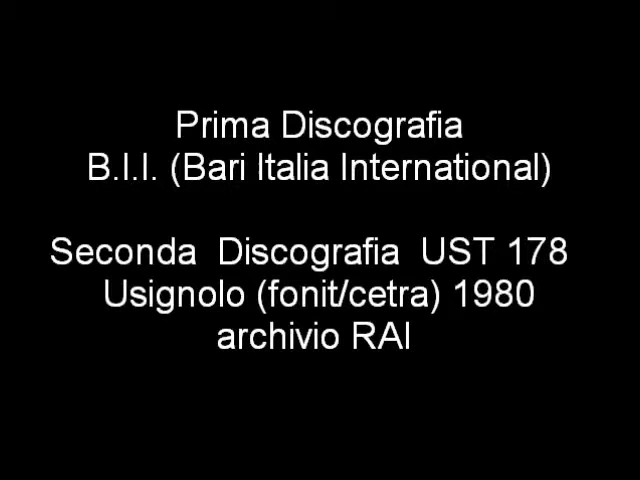 Prima Discografia
B.I.I. (Bari Italia International)
Seconda Discografia UST 178
Usignolo (fonit/cetra) 1980
archivio RAI